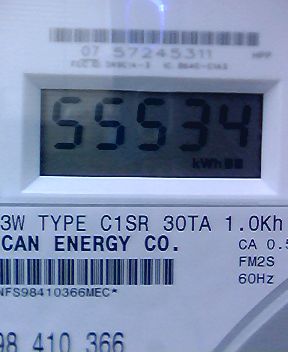 07 57245311
55534
kWh
3W TYPE C1SR 30TA 1.0Kh
CAN ENERGY CO.
CA 0.5
FM2S
60Hz
NFS98410366MEC*
98 410 366